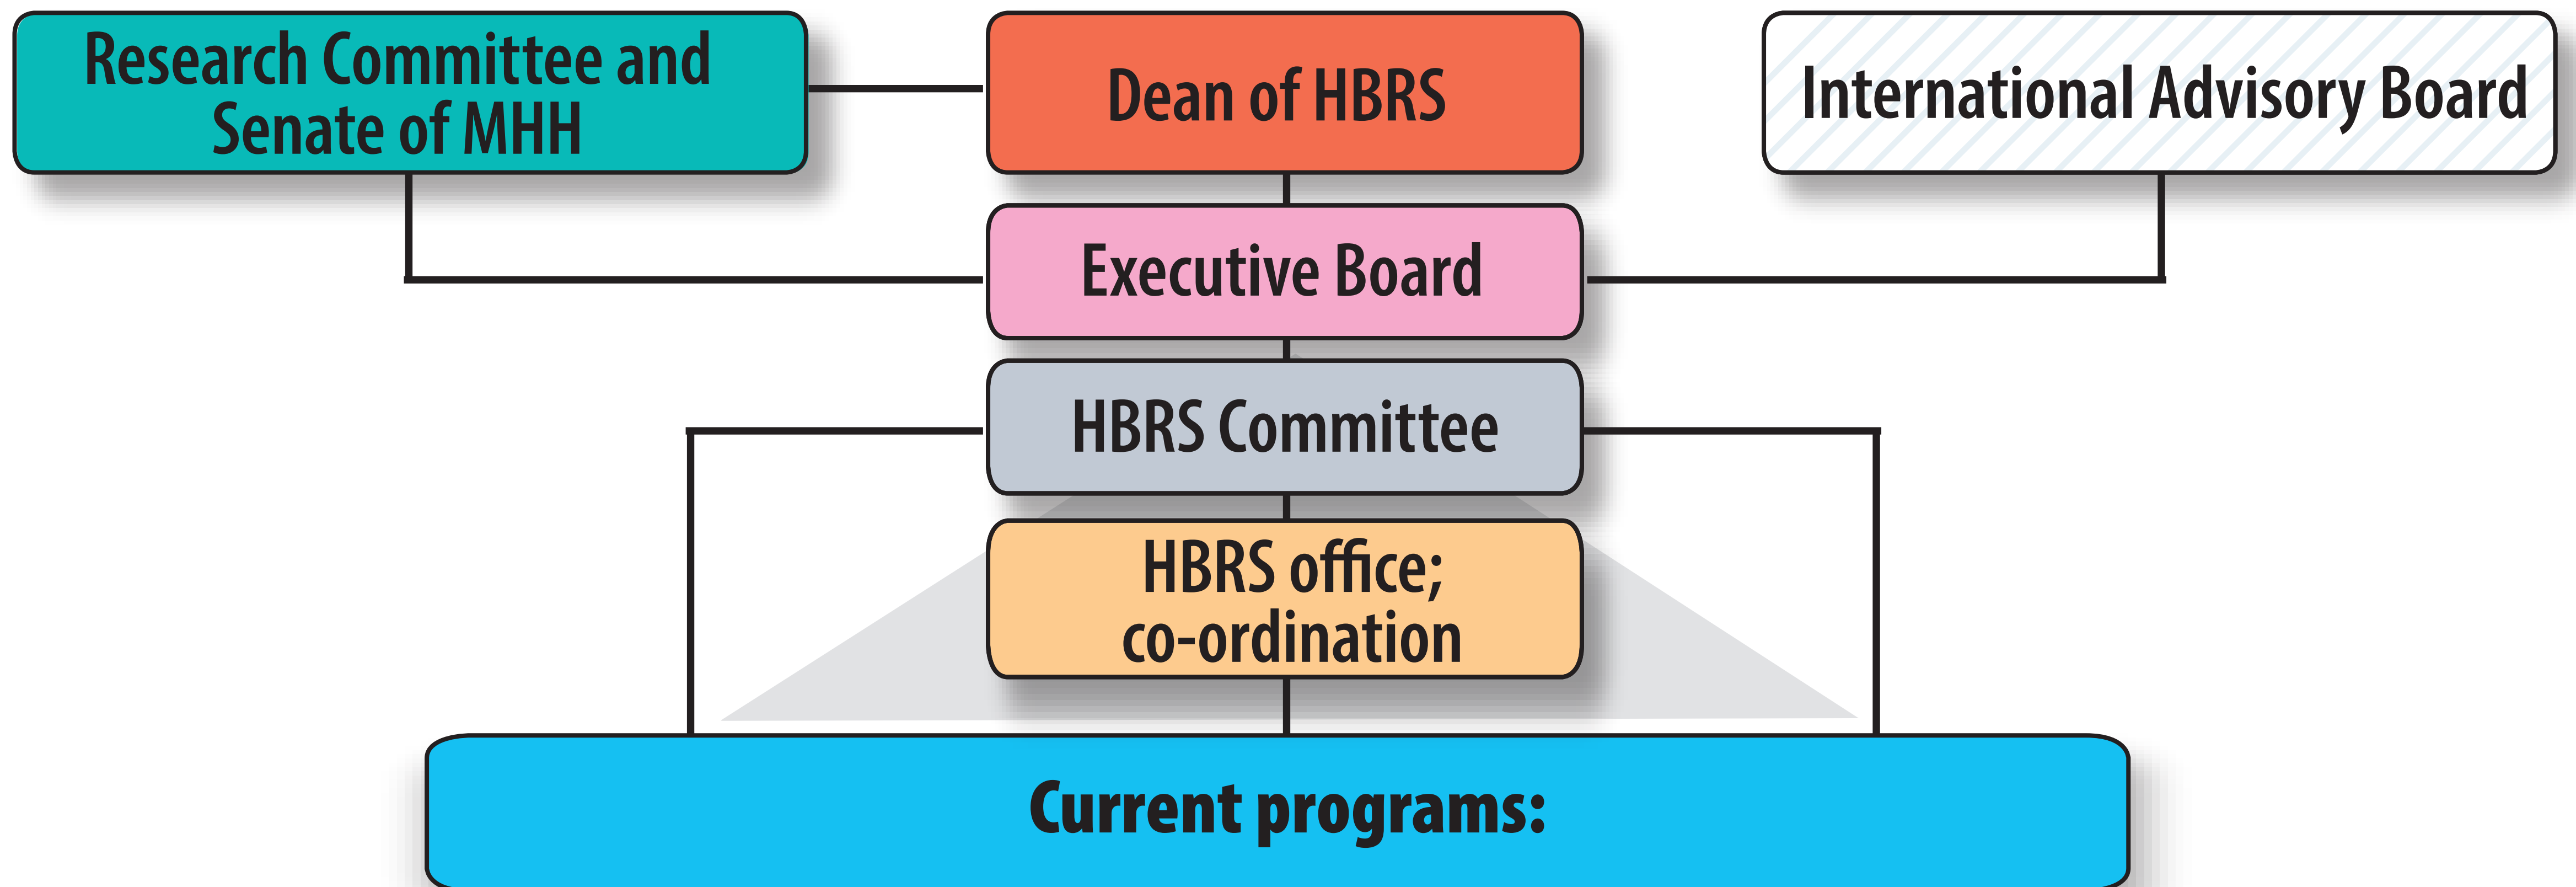 Research Committee and
Senate of MHH
Dean of HBRS
International Advisory Board
Executive Board
HBRS Committee
HBRS office;
co-ordination
Current programs: